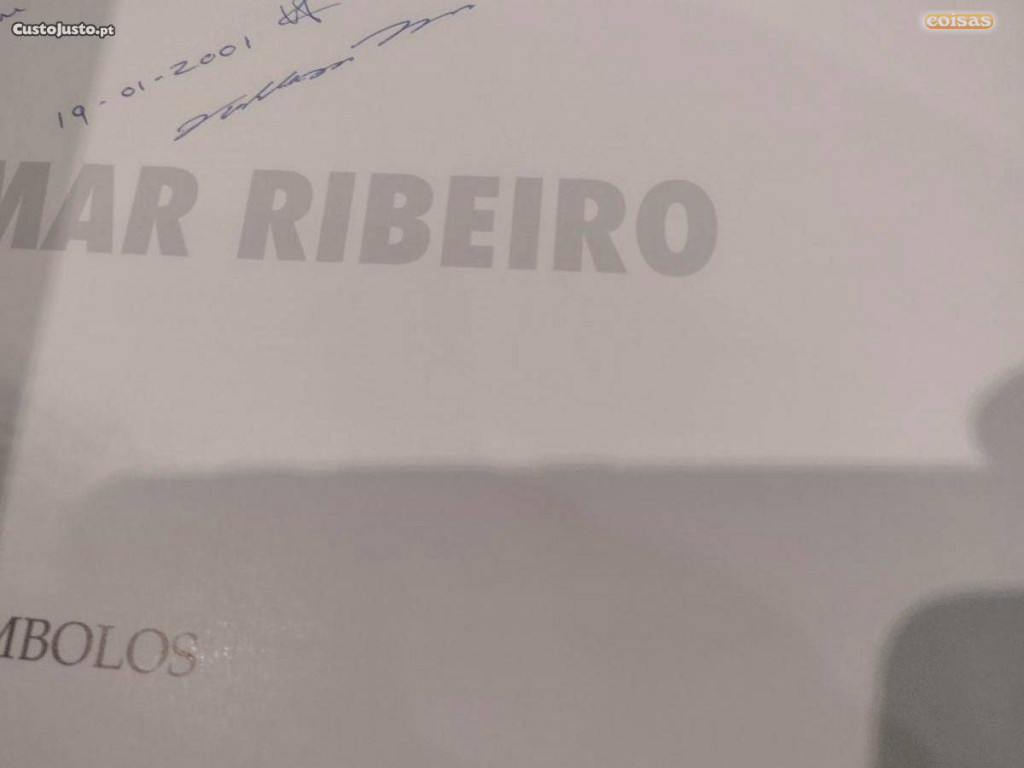 CustoJusto.pt
coisas
19-01-2001
MAR RIBEIRO
MBOLOS